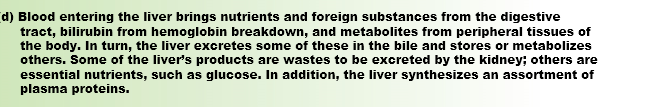 d) Blood entering the liver brings nutrients and foreign substances from the digestive
tract, bilirubin from hemoglobin breakdown, and metabolites from peripheral tissues of
the body. In turn, the liver excretes some of these in the bile and stores or metabolizes
others. Some of the liver's products are wastes to be excreted by the kidney; others are
essential nutrients, such as glucose. In addition, the liver synthesizes an assortment of
plasma proteins.